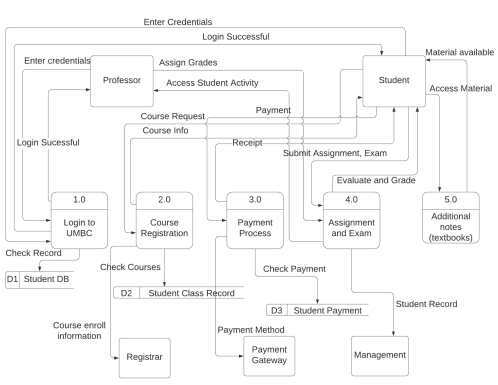 Enter Credentials
Login Successful
Material available
Enter credentials
Professor
Assign Grades
Student
Access Student Activity
Access Material
Payment
Course Request
Course Info
Login Sucessful
Receipt
Submit Assignment, Exam
Evaluate and Grade
1.0
Login to
UMBC
2.0
Course
Registration
3.0
Payment
Process
4.0
Assignment
and Exam
5.0
Additional
notes
(textbooks)
Check Record
Check Courses
Check Payment
D1 Student DB
D2 Student Class Record
D3 Student Payment
Student Record
Course enroll
information
Payment Method
Registrar
Payment
Gateway
Management